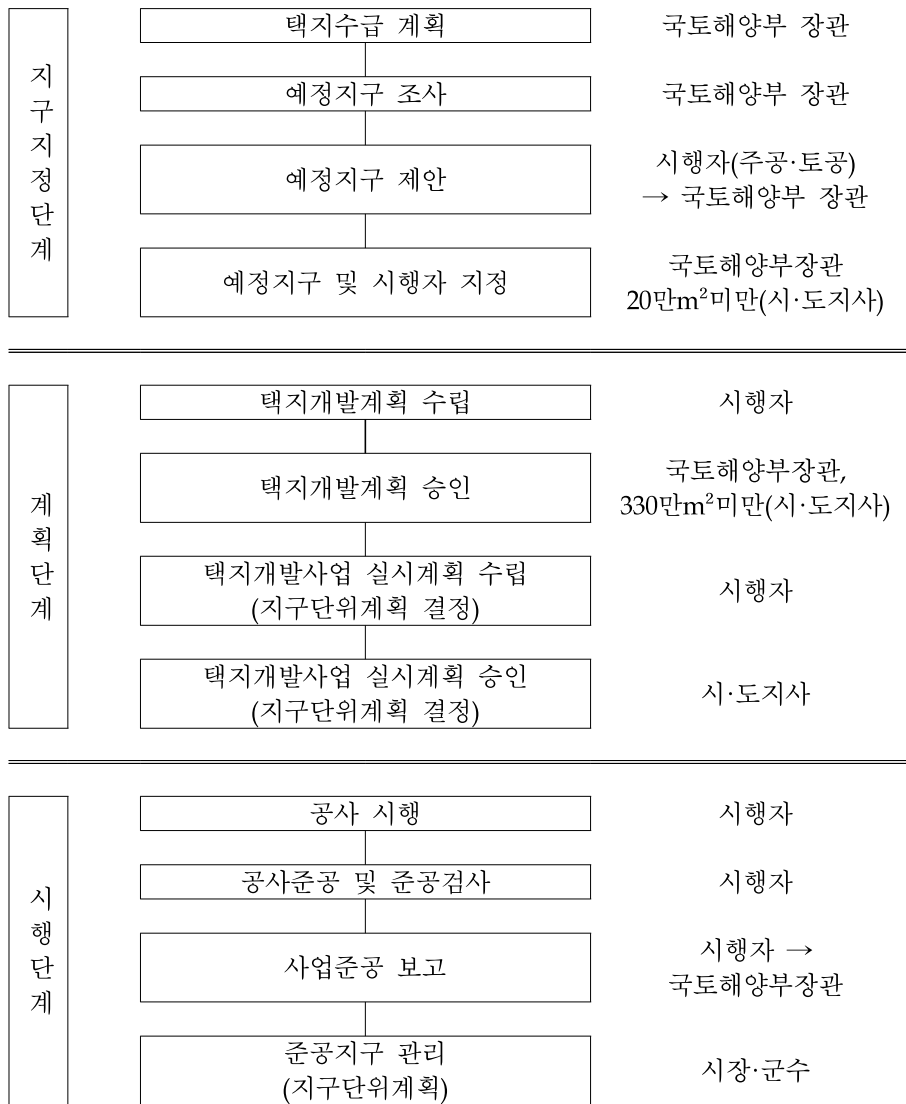 지구지정단계
택지수급 계획
국토해양부 장관
예정지구 조사
국토해양부 장관
예정지구 제안
시행자(주공·토공)
→ 국토해양부 장관
예정지구 및 시행자 지정
국토해양부장관
20만m²미만(시·도지사)
계획단계
택지개발계획 수립
시행자
택지개발계획 승인
국토해양부장관,
330만m²미만(시·도지사)
택지개발사업 실시계획 수립
(지구단위계획 결정)
시행자
택지개발사업 실시계획 승인
(지구단위계획 결정)
시·도지사
시행단계
공사 시행
시행자
공사준공 및 준공검사
시행자
사업준공 보고
시행자 →
국토해양부장관
준공지구 관리
(지구단위계획)
시장·군수